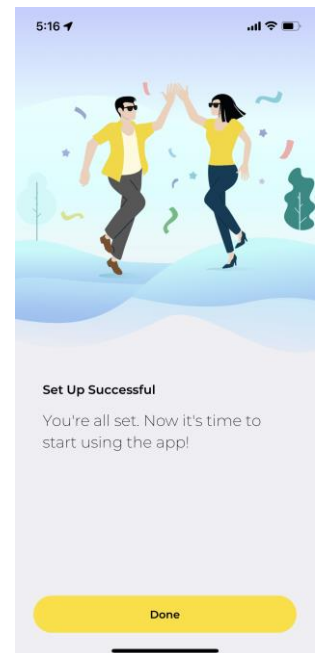 5:16
Set Up Successful
You're all set. Now it's time to
start using the app!
Done